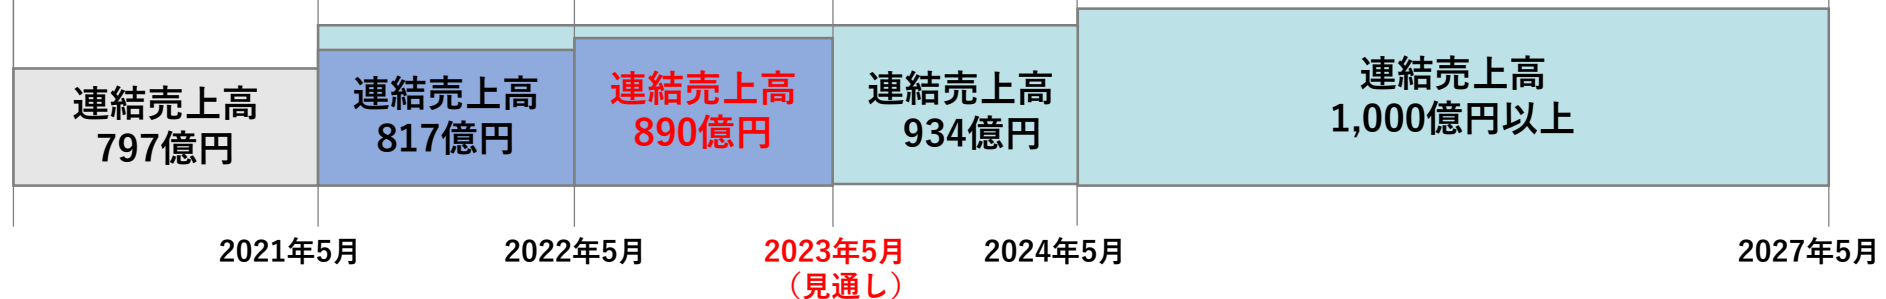 連結売上高
797億円
連結売上高
817億円
連結売上高
890億円
連結売上高
934億円
連結売上高
1,000億円以上
2021年5月
2022年5月
2023年5月
（見通し）
2024年5月
2027年5月